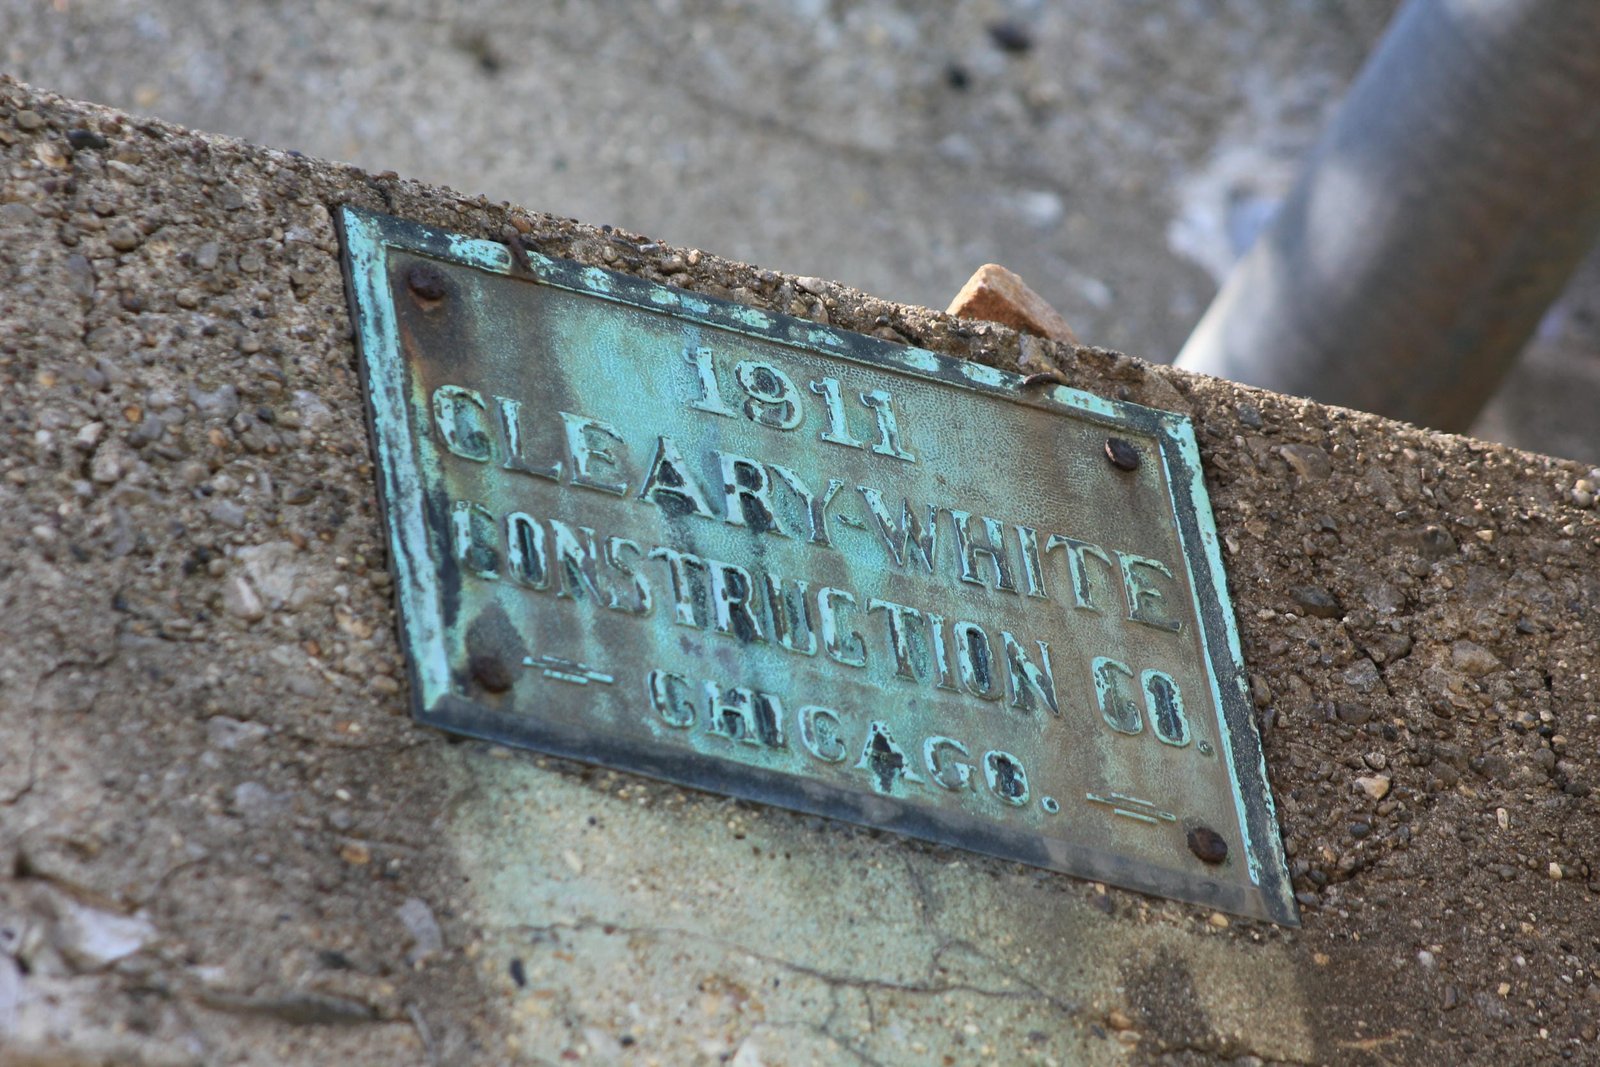 1911
CLEARY-WHITE
CONSTRUCTION CO.
CHICAGO.